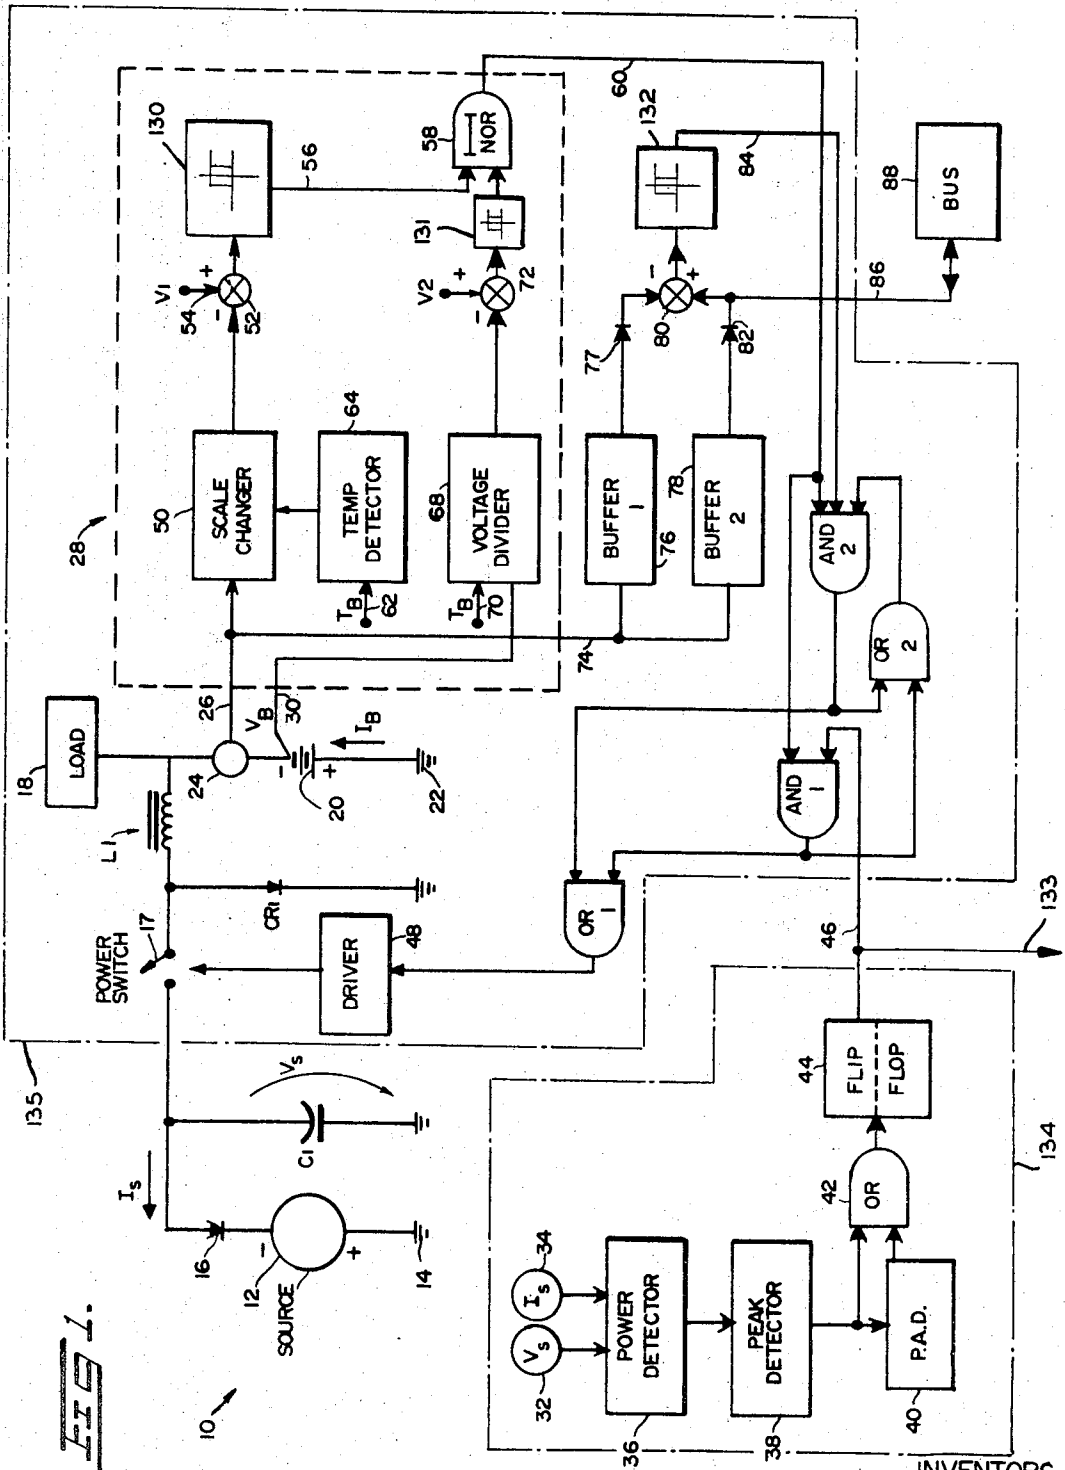 FIG 1.
10
SOURCE
12
-
+
14
16
Is
C1
Vs
135
POWER
SWITCH
17
CR1
L1
DRIVER
48
18
LOAD
24
26
VB
30
-
+
20
IB
22
28
50
SCALE
CHANGER
TEMP
DETECTOR
64
TB
62
68
VOLTAGE
DIVIDER
TB
70
V1
54
+
-
52
130
56
V2
+
-
72
131
58
NOR
60
74
BUFFER
1
76
78
BUFFER
2
77
80
-
+
82
132
84
86
88
BUS
AND
2
OR
2
AND
1
OR
1
46
133
44
FLIP
FLOP
42
OR
134
32
Vs
34
Is
POWER
DETECTOR
36
PEAK
DETECTOR
38
P.A.D.
40
INVENTORS